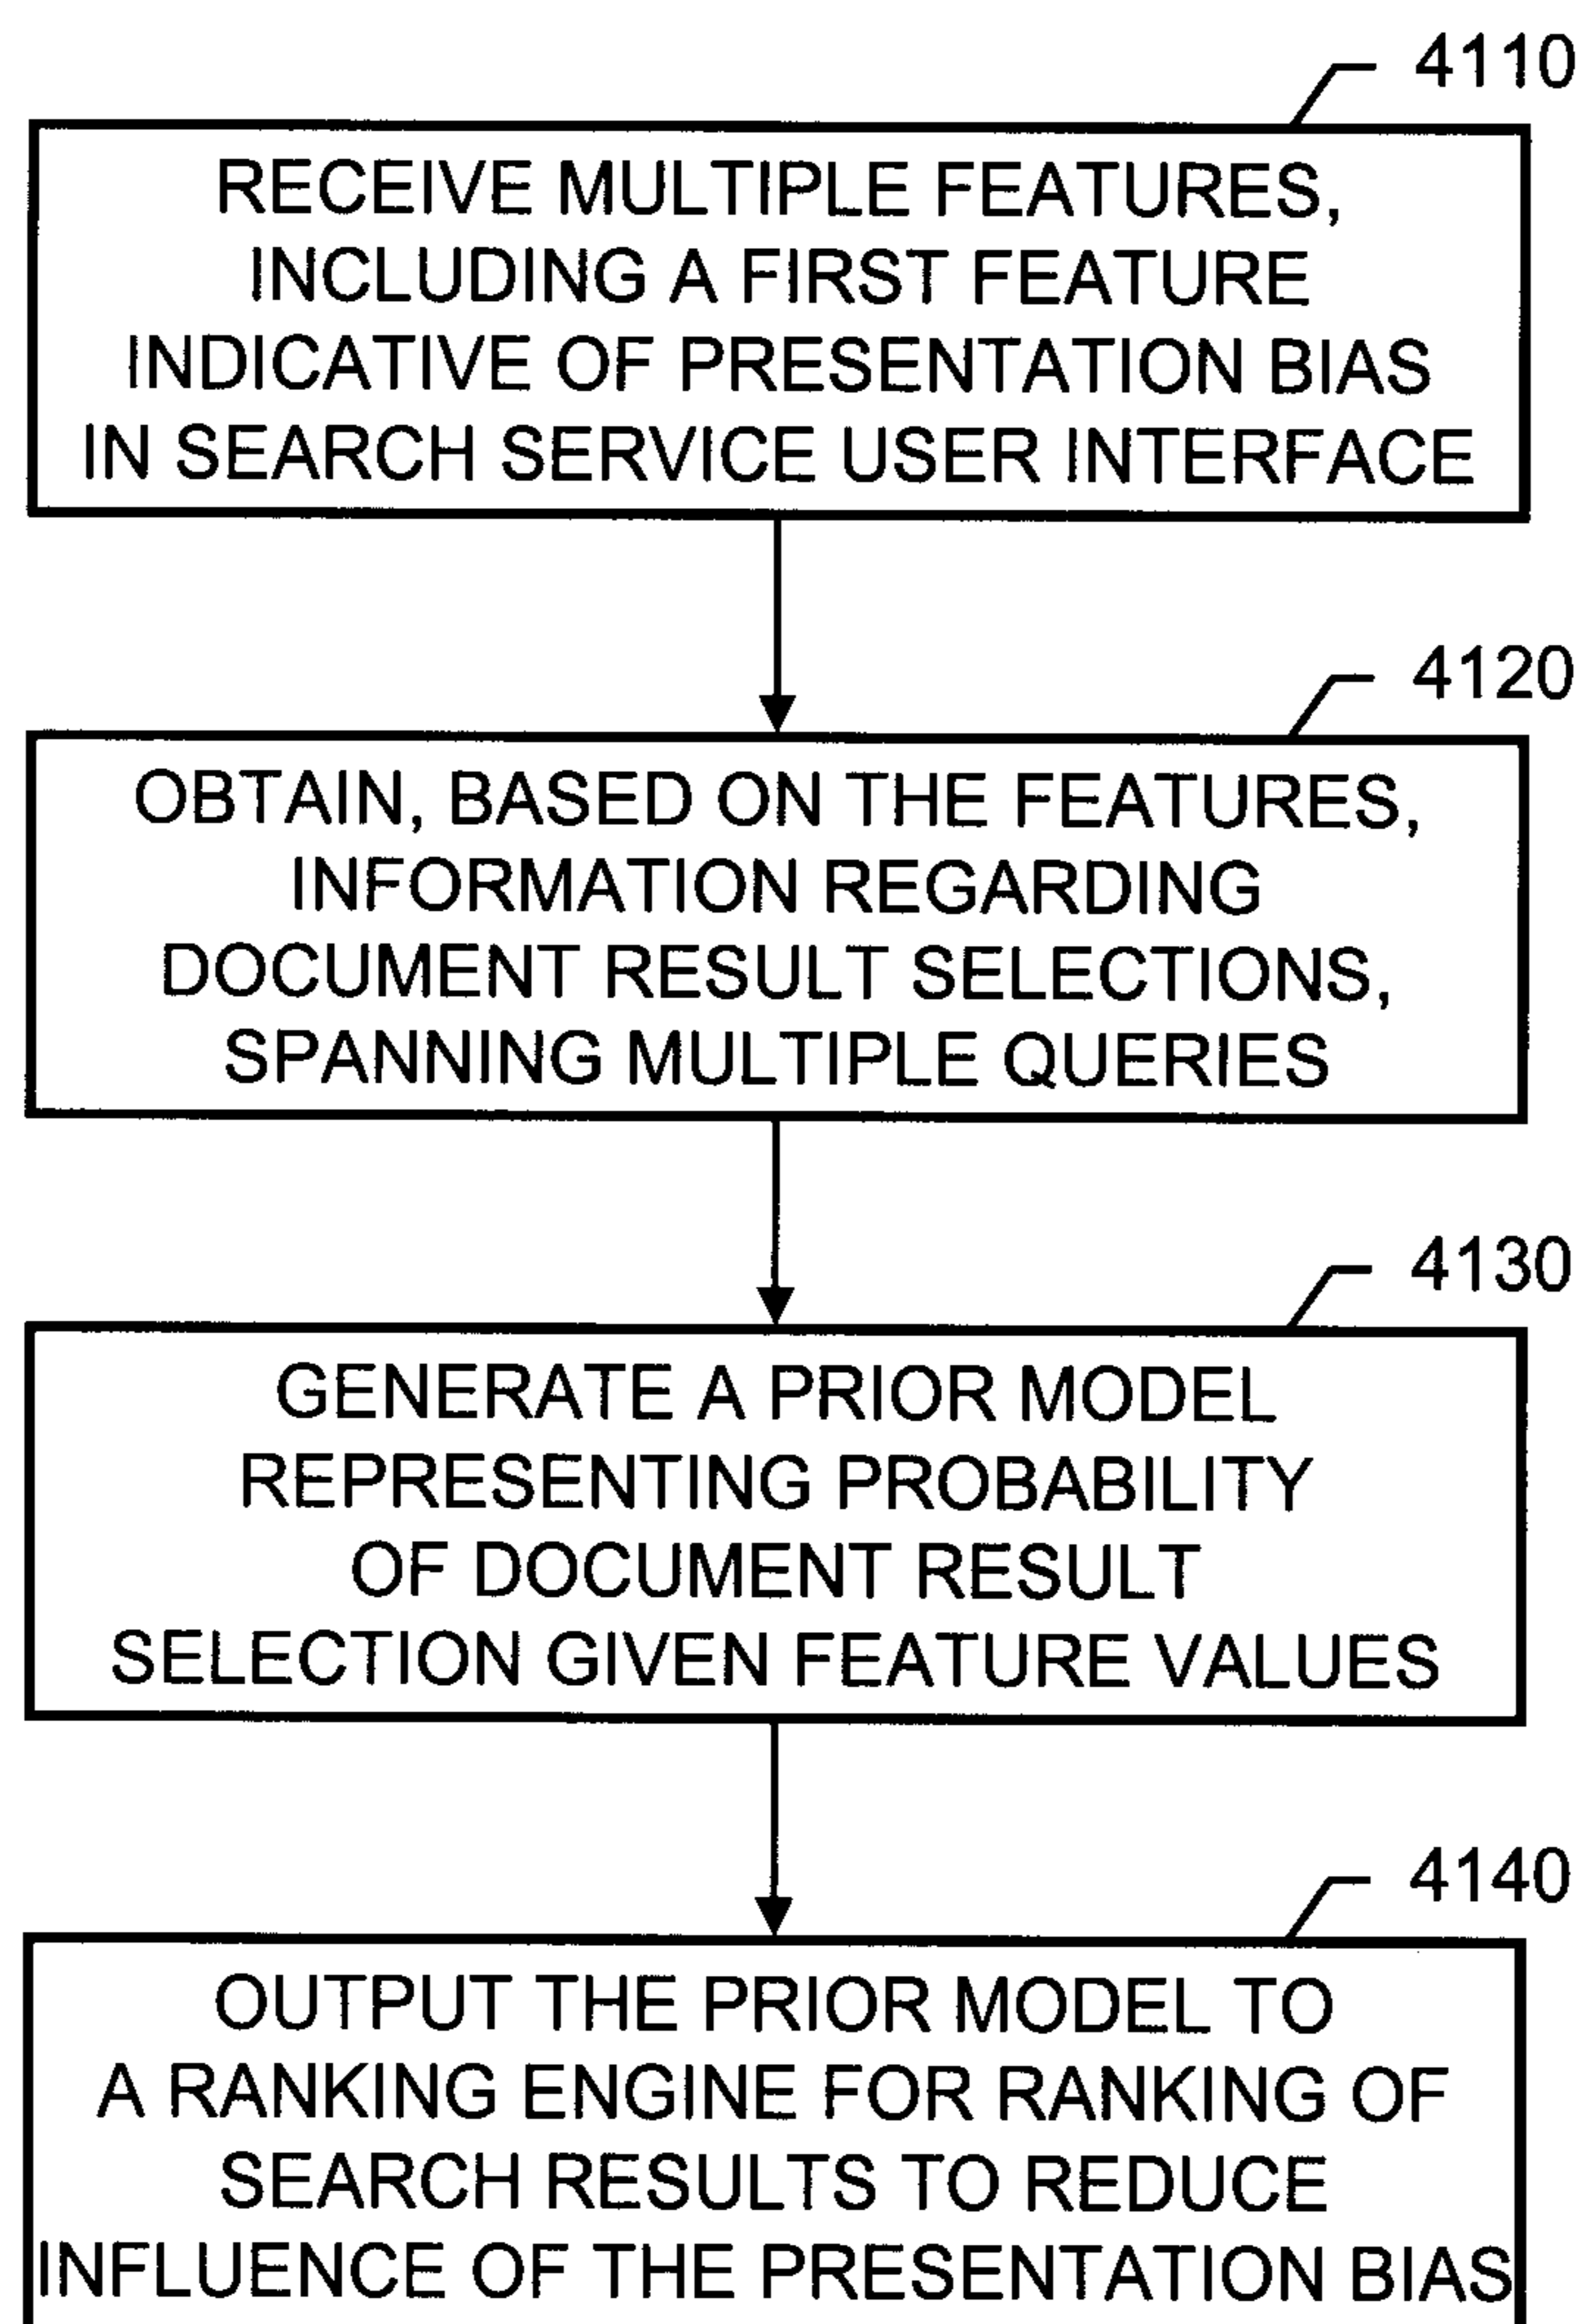 4110
RECEIVE MULTIPLE FEATURES,
INCLUDING A FIRST FEATURE
INDICATIVE OF PRESENTATION BIAS
IN SEARCH SERVICE USER INTERFACE
4120
OBTAIN, BASED ON THE FEATURES,
INFORMATION REGARDING
DOCUMENT RESULT SELECTIONS,
SPANNING MULTIPLE QUERIES
4130
GENERATE A PRIOR MODEL
REPRESENTING PROBABILITY
OF DOCUMENT RESULT
SELECTION GIVEN FEATURE VALUES
4140
OUTPUT THE PRIOR MODEL TO
A RANKING ENGINE FOR RANKING OF
SEARCH RESULTS TO REDUCE
INFLUENCE OF THE PRESENTATION BIAS